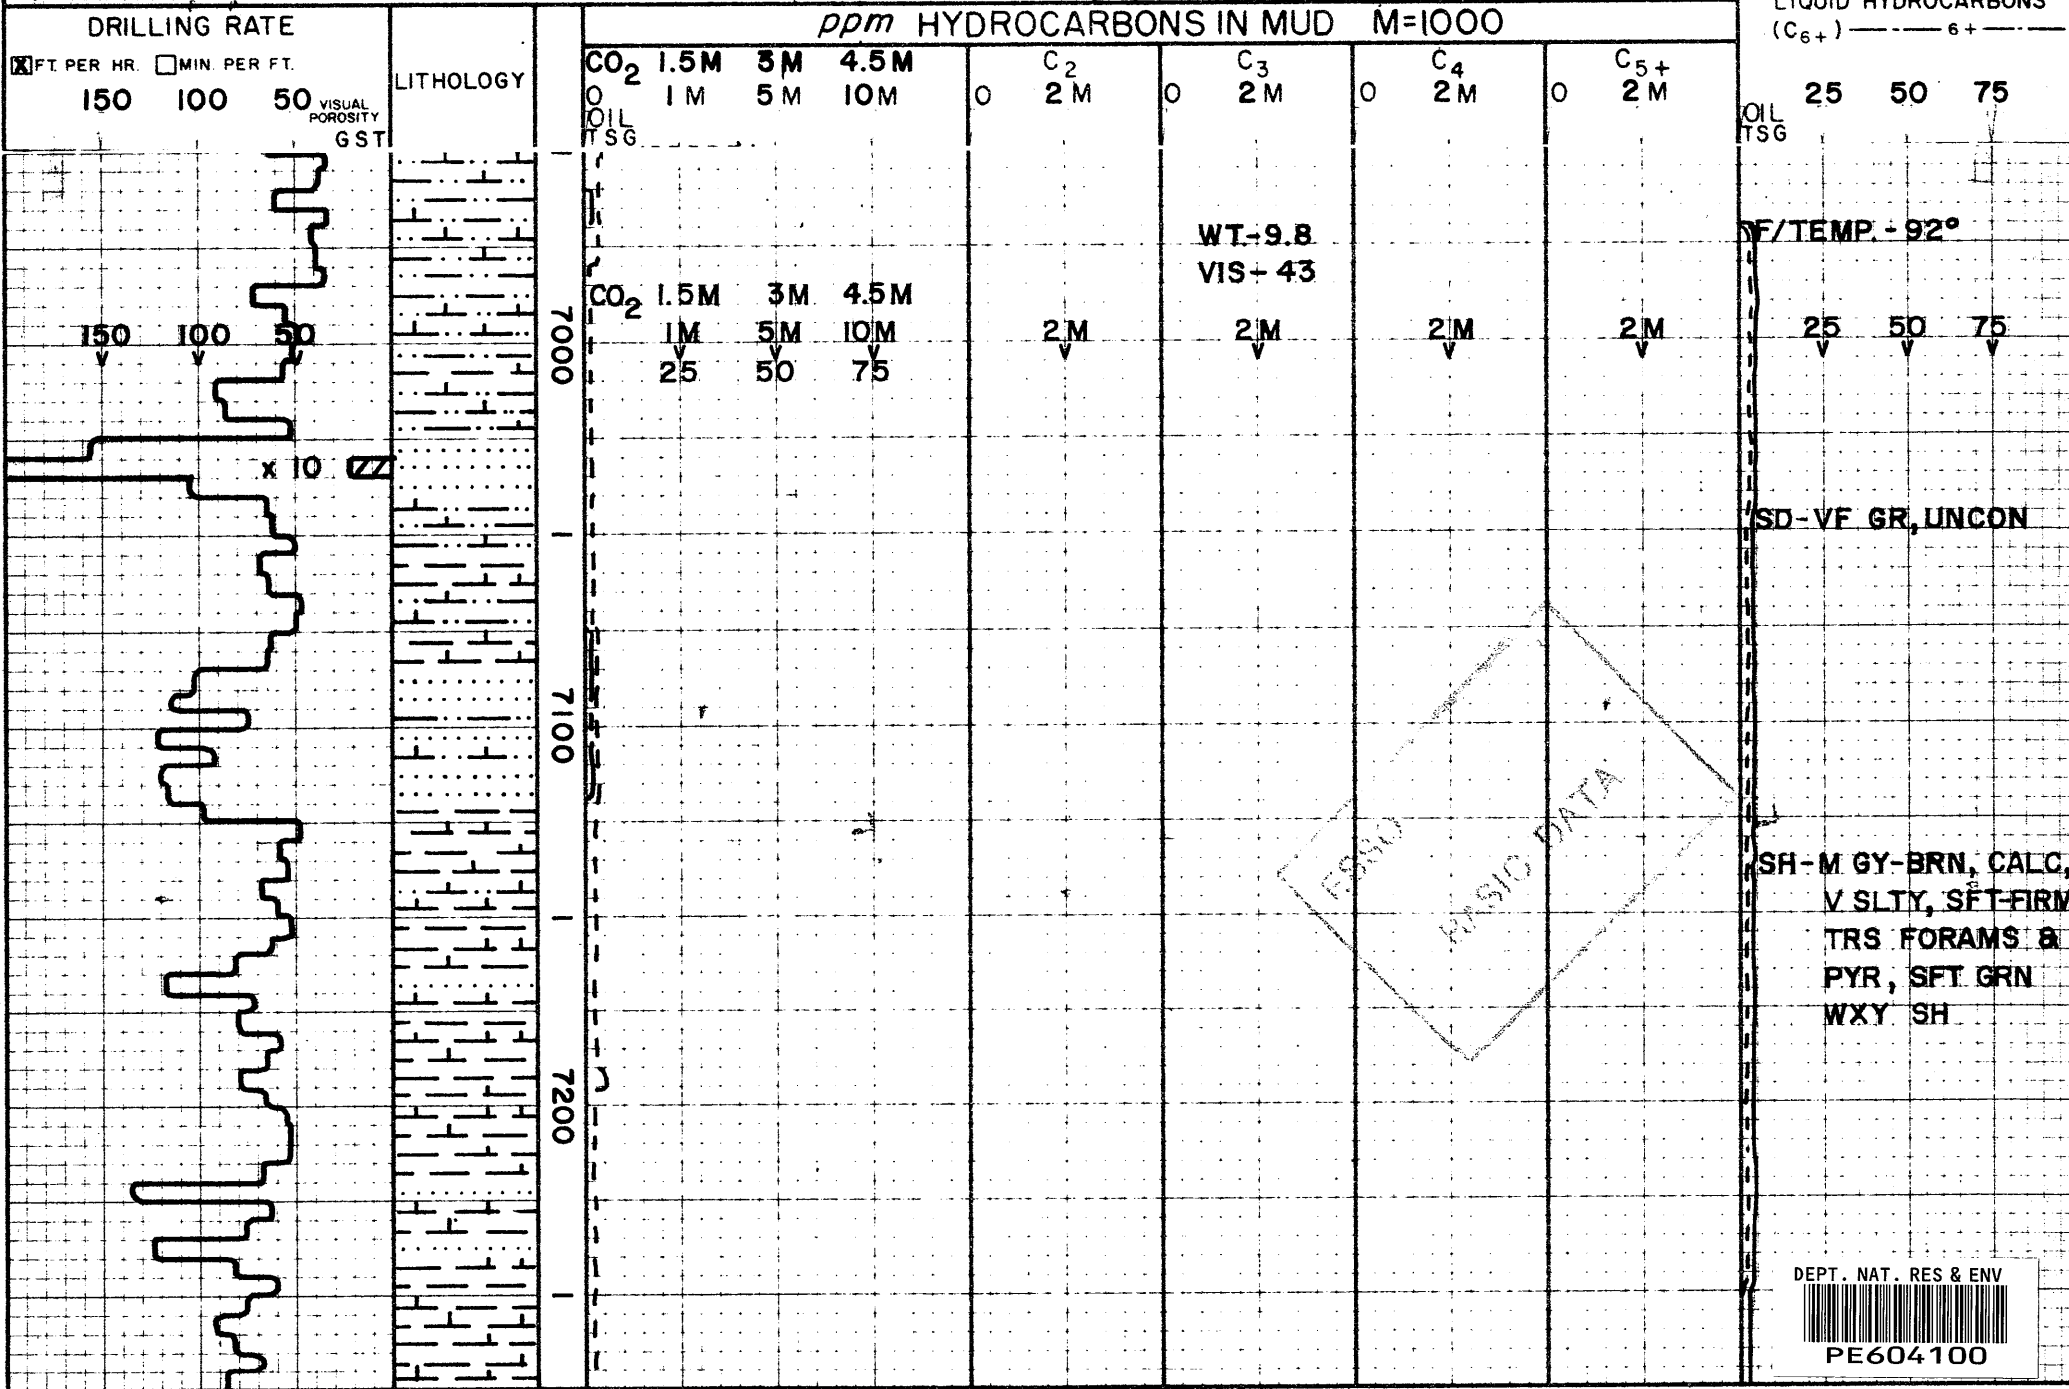 DRILLING RATE
X FT. PER HR. MIN. PER FT.
150 100 50 VISUAL POROSITY
GST
LITHOLOGY
ppm HYDROCARBONS IN MUD M=1000
CO2 1.5M 3M 4.5M
0 1M 5M 10M
OIL
TSG
C2
0 2M
C3
0 2M
C4
0 2M
C5+
0 2M
LIQUID HYDROCARBONS
(C6+) 6+
25 50 75
OIL
TSG
WT-9.8
VIS-43
F/TEMP.-92°
CO2 1.5M 3M 4.5M
150 100 50
7000
1M 5M 10M 2M 2M 2M 2M 25 50 75
25 50 75
x 10
SD-VF GR, UNCON
7100
ESSO
BASIC DATA
SH-M GY-BRN, CALC,
V SLTY, SFT-FIRM
TRS FORAMS &
PYR, SFT GRN
WXY SH
7200
DEPT. NAT. RES & ENV
PE604100